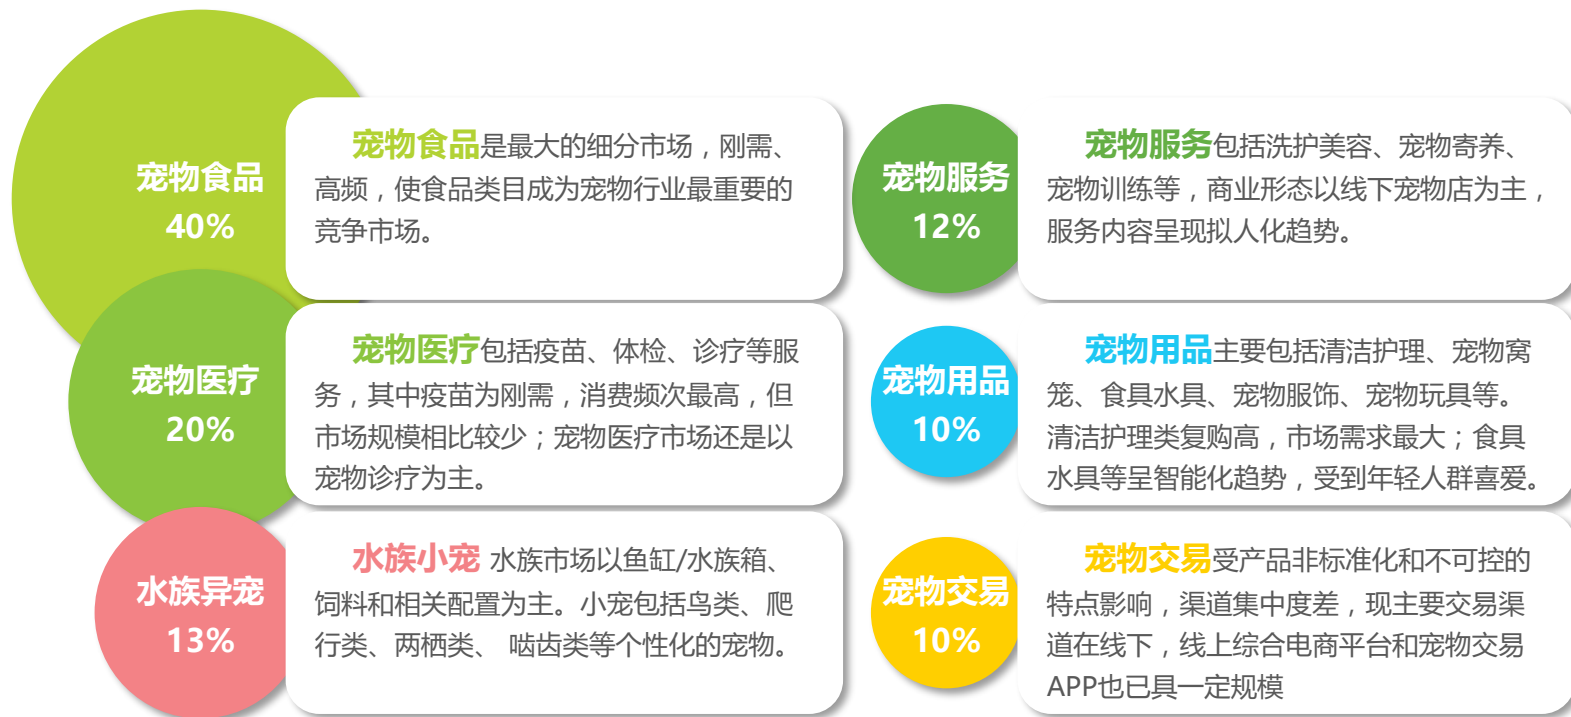 宠物食品
40%
宠物食品是最大的细分市场，刚需、
高频，使食品类目成为宠物行业最重要的
竞争市场。
宠物服务
12%
宠物服务包括洗护美容、宠物寄养、
宠物训练等，商业形态以线下宠物店为主，
服务内容呈现拟人化趋势。
宠物医疗
20%
宠物医疗包括疫苗、体检、诊疗等服
务，其中疫苗为刚需，消费频次最高，但
市场规模相比较少；宠物医疗市场还是以
宠物诊疗为主。
宠物用品
10%
宠物用品主要包括清洁护理、宠物窝
笼、食具水具、宠物服饰、宠物玩具等。
清洁护理类复购高，市场需求最大；食具
水具等呈智能化趋势，受到年轻人群喜爱。
水族异宠
13%
水族小宠 水族市场以鱼缸/水族箱、
饲料和相关配置为主。小宠包括鸟类、爬
行类、两栖类、 啮齿类等个性化的宠物。
宠物交易
10%
宠物交易受产品非标准化和不可控的
特点影响，渠道集中度差，现主要交易渠
道在线下，线上综合电商平台和宠物交易
APP也已具一定规模